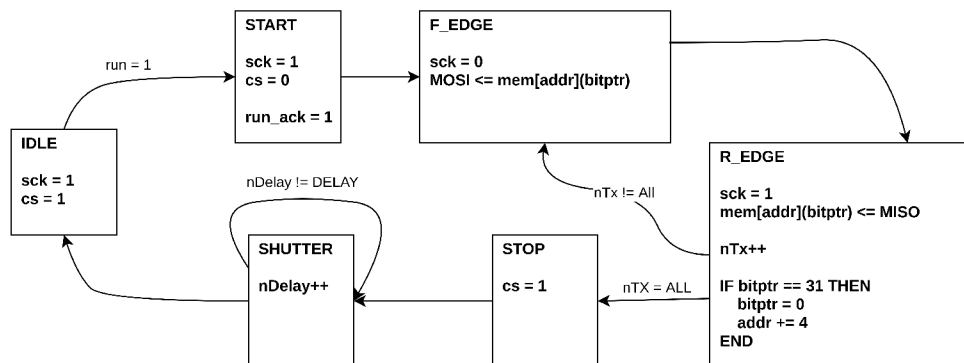 START
sck = 1
cs = 0
run_ack = 1
F_EDGE
sck = 0
MOSI <= mem[addr](bitptr)
run = 1
IDLE
sck = 1
cs = 1
R_EDGE
sck = 1
mem[addr](bitptr) <= MISO
nTx++
IF bitptr == 31 THEN
bitptr = 0
addr += 4
END
nTx != All
nDelay != DELAY
SHUTTER
nDelay++
STOP
cs = 1
nTX = ALL